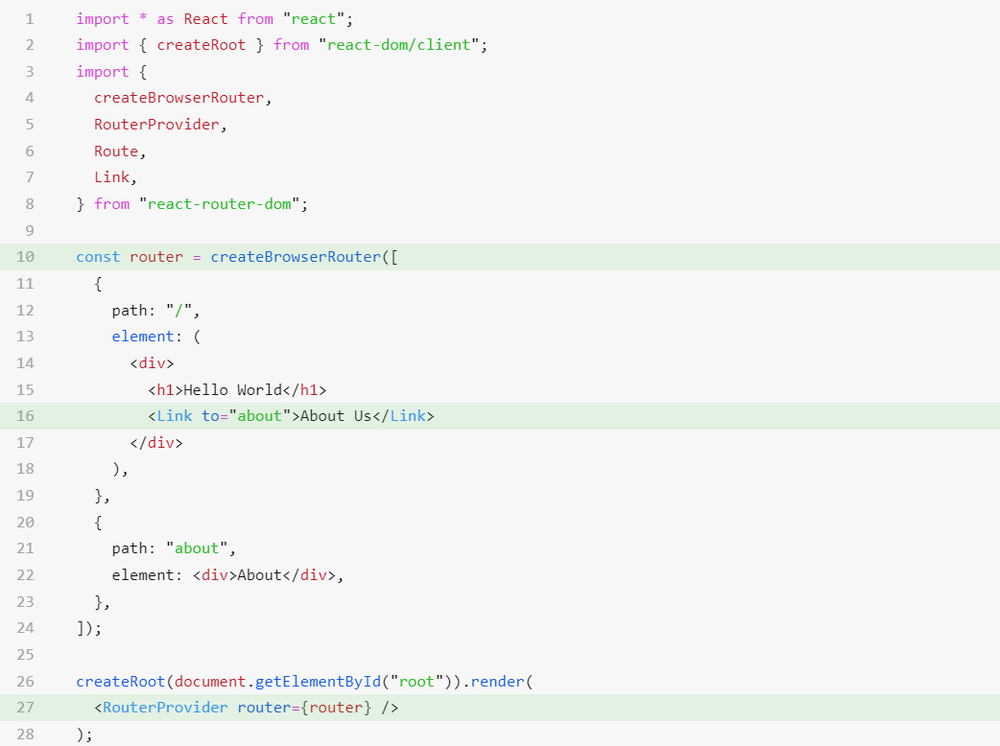 1 import * as React from "react";
2 import { createRoot } from "react-dom/client";
3 import {
4   createBrowserRouter,
5   RouterProvider,
6   Route,
7   Link,
8 } from "react-router-dom";
9
10 const router = createBrowserRouter([
11   {
12     path: "/",
13     element: (
14       <div>
15         <h1>Hello World</h1>
16         <Link to="about">About Us</Link>
17       </div>
18     ),
19   },
20   {
21     path: "about",
22     element: <div>About</div>,
23   },
24 ]);
25
26 createRoot(document.getElementById("root")).render(
27   <RouterProvider router={router} />
28 );